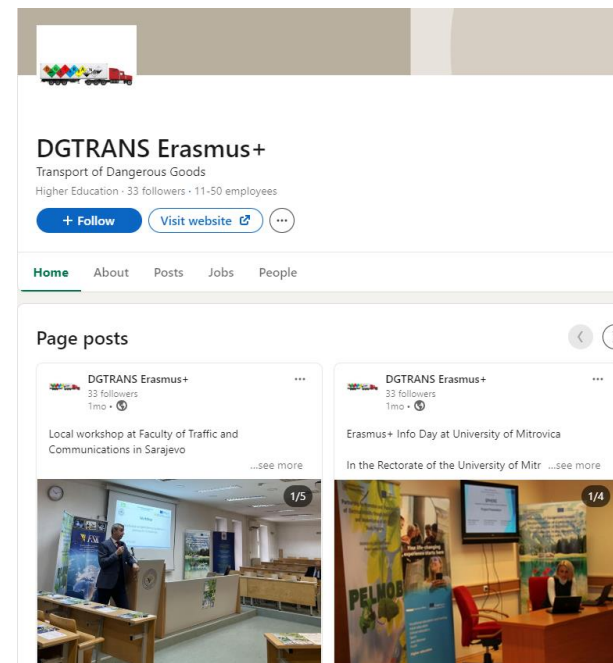 DGTRANS Erasmus+
Transport of Dangerous Goods
Higher Education · 33 followers · 11-50 employees
+ Follow
Visit website
Home About Posts Jobs People
Page posts
DGTRANS Erasmus+
33 followers
1mo •
Local workshop at Faculty of Traffic and
Communications in Sarajevo
...see more
1/5
DGTRANS Erasmus+
33 followers
1mo •
Erasmus+ Info Day at University of Mitrovica
In the Rectorate of the University of Mitr ...see more
1/4
PELMOB